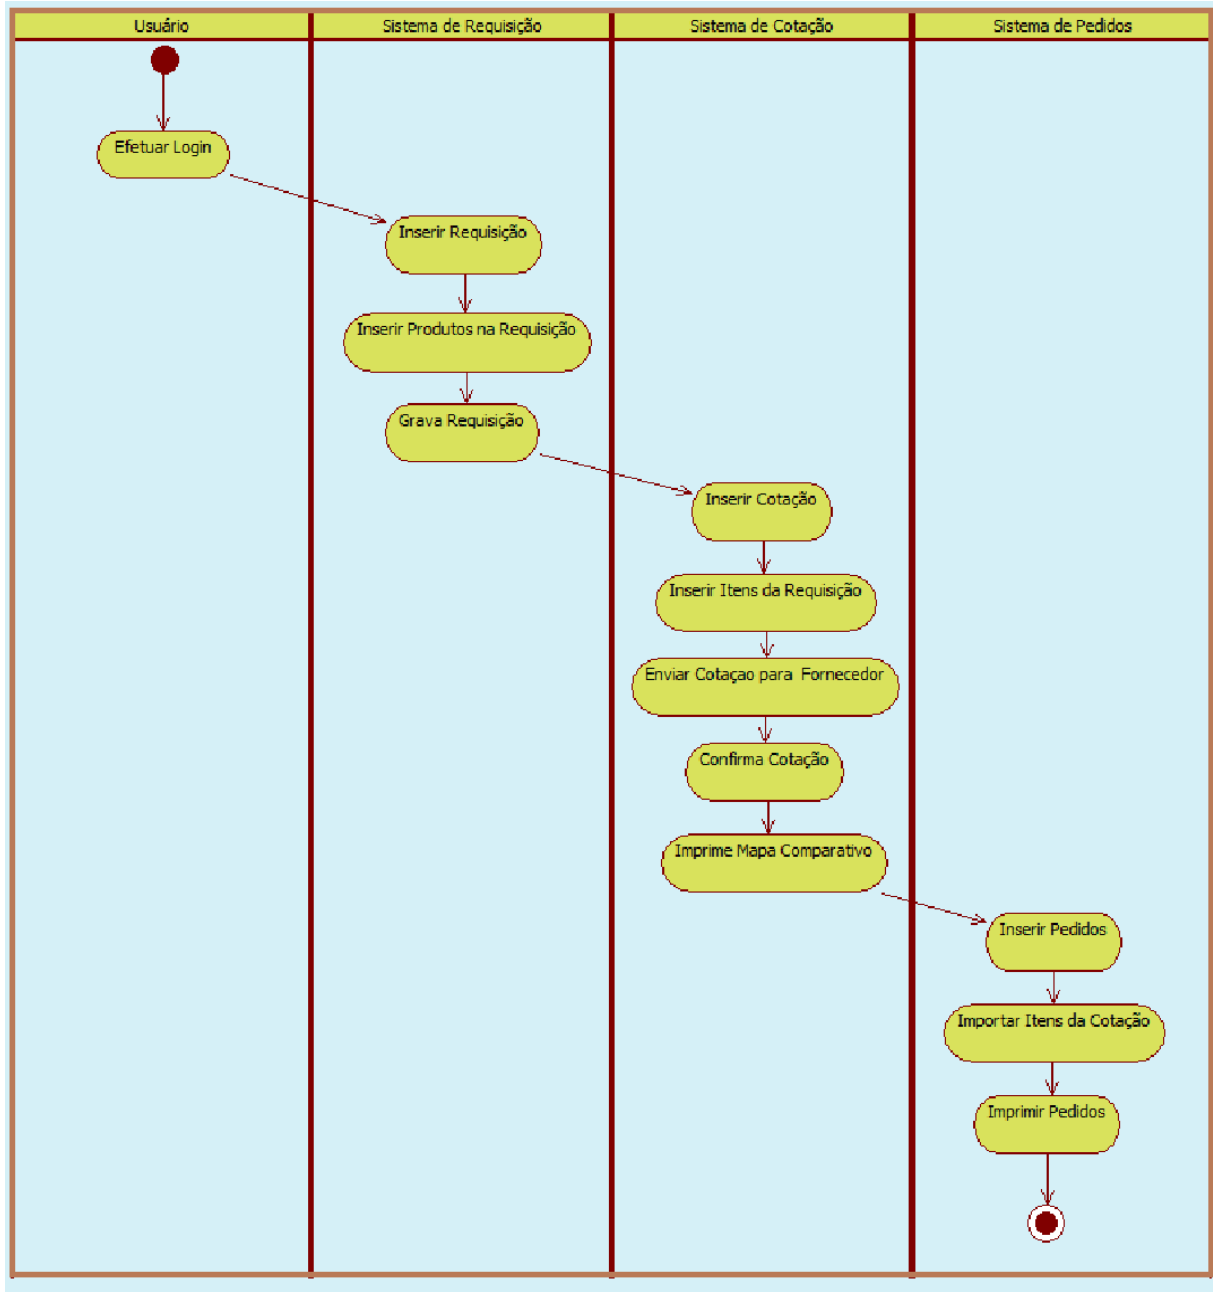 Usuário
Sistema de Requisição
Sistema de Cotação
Sistema de Pedidos
Efetuar Login
Inserir Requisição
Inserir Produtos na Requisição
Grava Requisição
Inserir Cotação
Inserir Itens da Requisição
Enviar Cotaçao para  Fornecedor
Confirma Cotação
Imprime Mapa Comparativo
Inserir Pedidos
Importar Itens da Cotação
Imprimir Pedidos